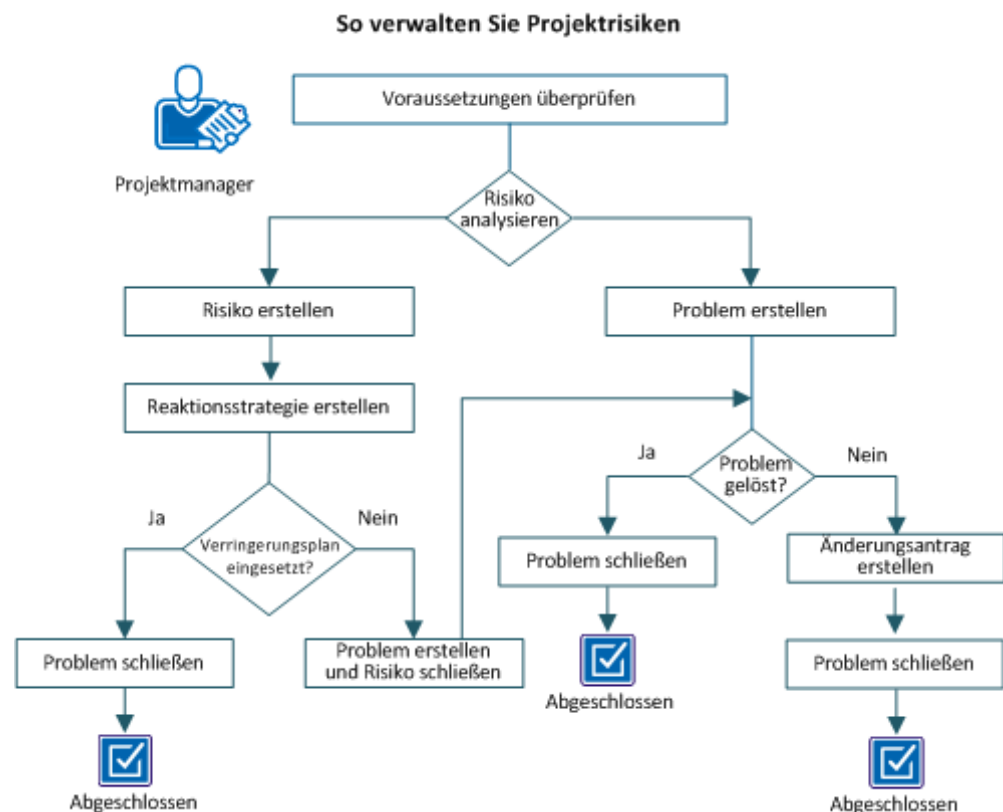 So verwalten Sie Projektrisiken
Voraussetzungen überprüfen
Projektmanager
Risiko
analysieren
Risiko erstellen
Problem erstellen
Reaktionsstrategie erstellen
Ja
Problem
gelöst?
Nein
Ja
Verringerungsplan
eingesetzt?
Nein
Problem schließen
Änderungsantrag
erstellen
Problem schließen
Problem erstellen
und Risiko schließen
Problem schließen
Abgeschlossen
Abgeschlossen
Abgeschlossen